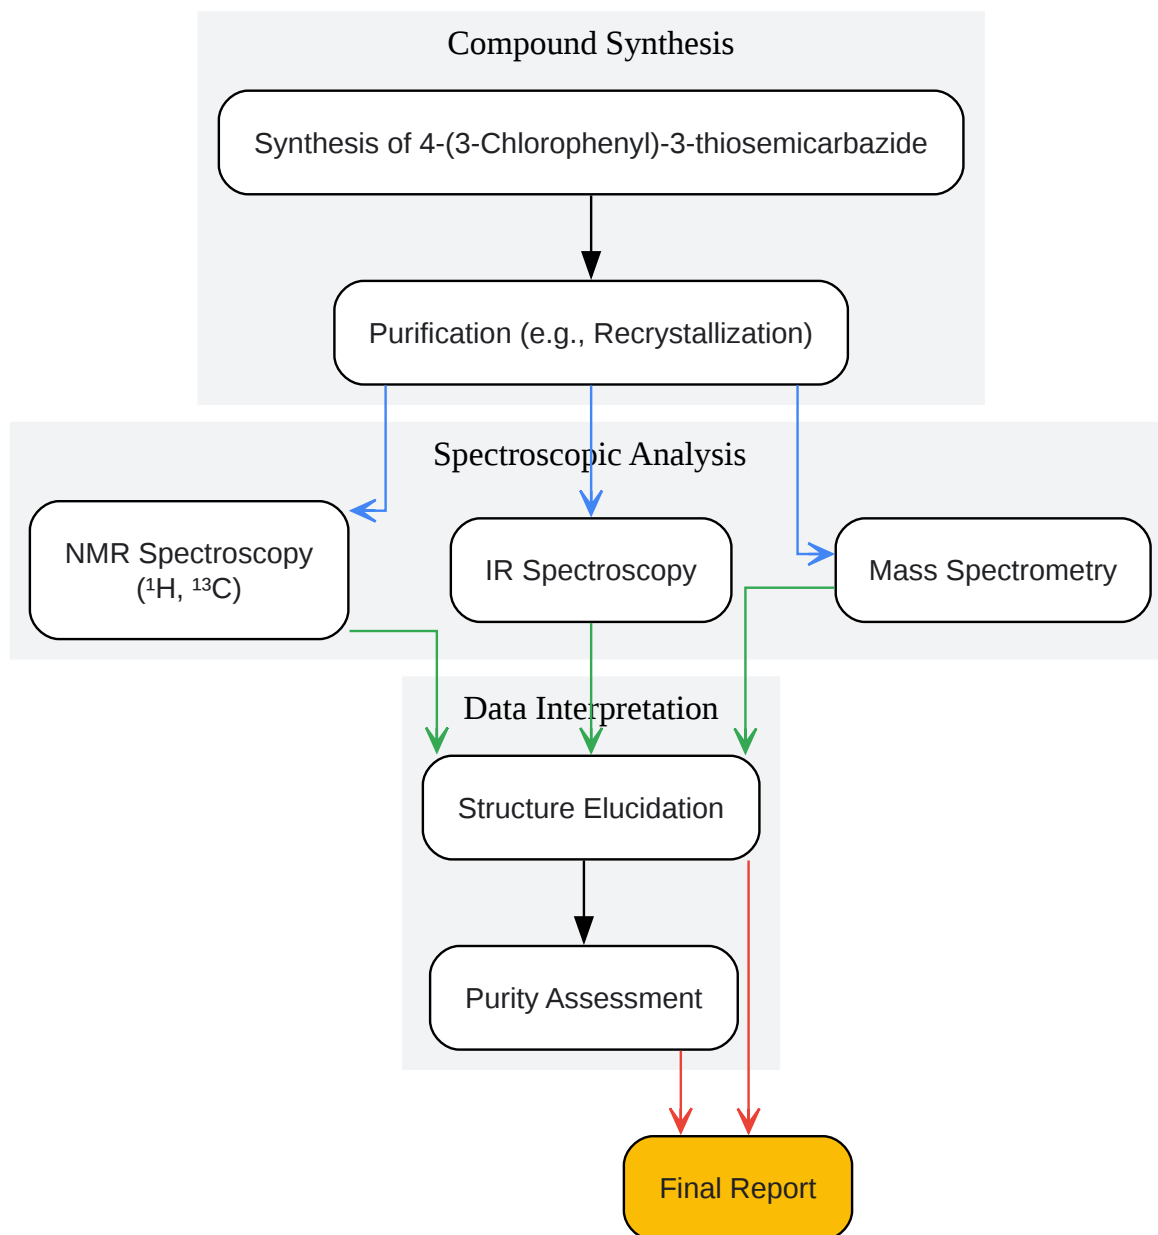 Compound Synthesis
Synthesis of 4-(3-Chlorophenyl)-3-thiosemicarbazide
Purification (e.g., Recrystallization)
Spectroscopic Analysis
NMR Spectroscopy
(¹H, ¹³C)
IR Spectroscopy
Mass Spectrometry
Data Interpretation
Structure Elucidation
Purity Assessment
Final Report